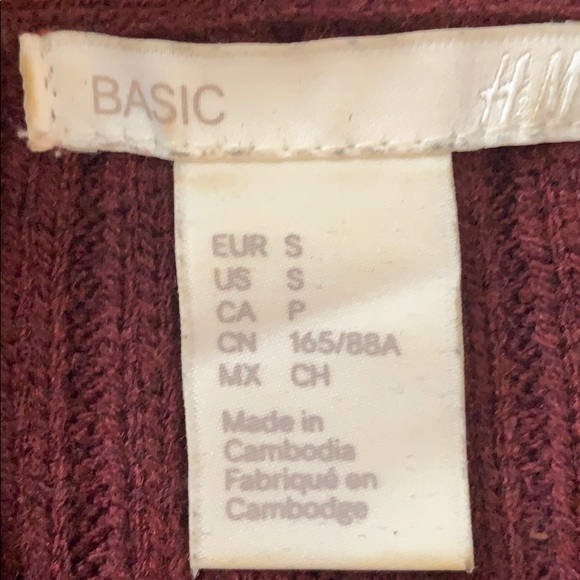 BASIC
H&M
EUR S
US S
CA P
CN 165/88A
MX CH
Made in
Cambodia
Fabriqué en
Cambodge